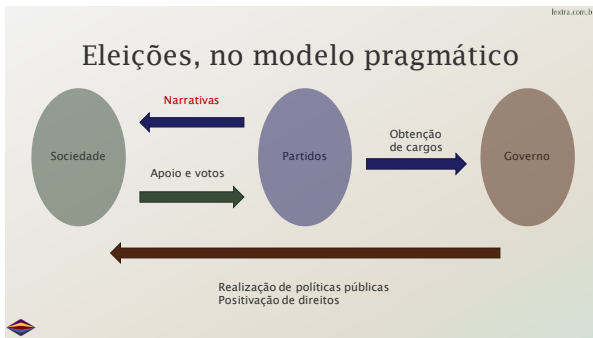 lextra.com.b
Eleições, no modelo pragmático
Narrativas
Sociedade
Apoio e votos
Partidos
Obtenção
de cargos
Governo
Realização de políticas públicas
Positivação de direitos